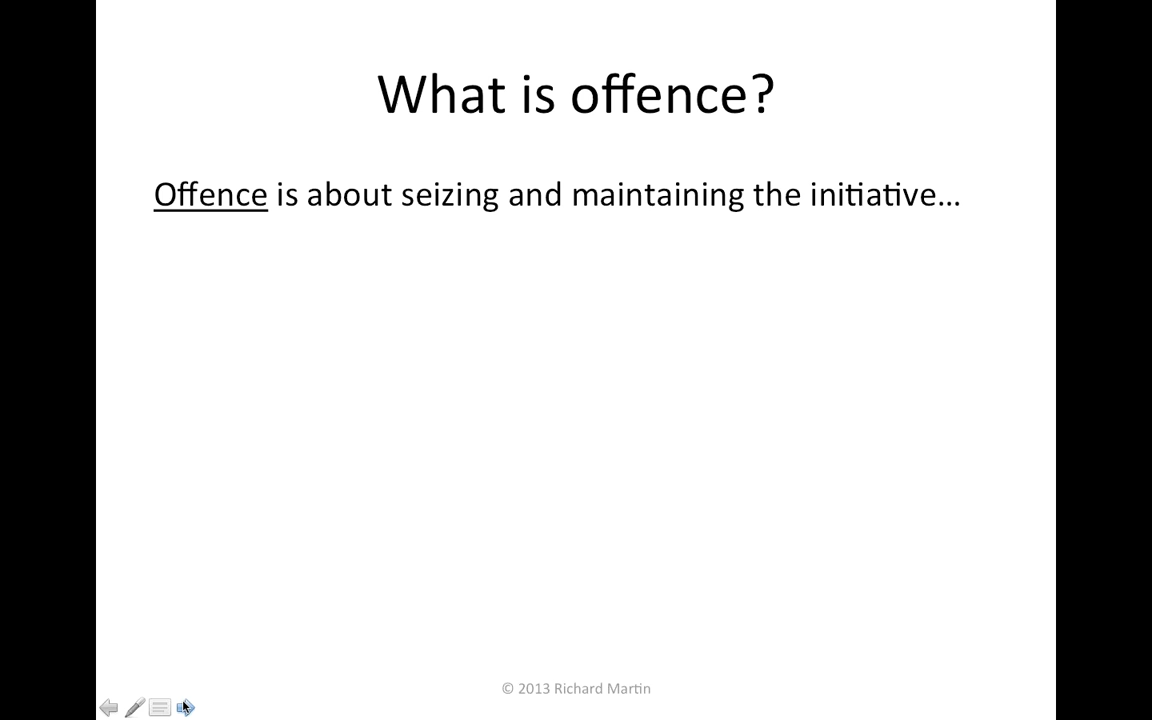 What is offence?
Offence is about seizing and maintaining the initiative…
© 2013 Richard Martin